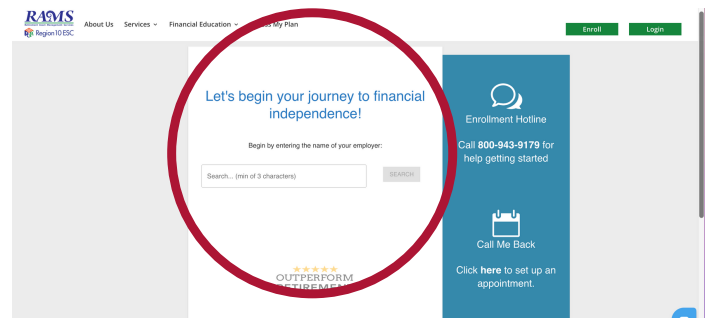 RAMS
Region 10 ESC
About Us
Services
Financial Education
My Plan
Enroll
Login
Let's begin your journey to financial
independence!
Begin by entering the name of your employer:
Search... (min of 3 characters)
SEARCH
OUTPERFORM
Enrollment Hotline
Call 800-943-9179 for
help getting started
Call Me Back
Click here to set up an
appointment.